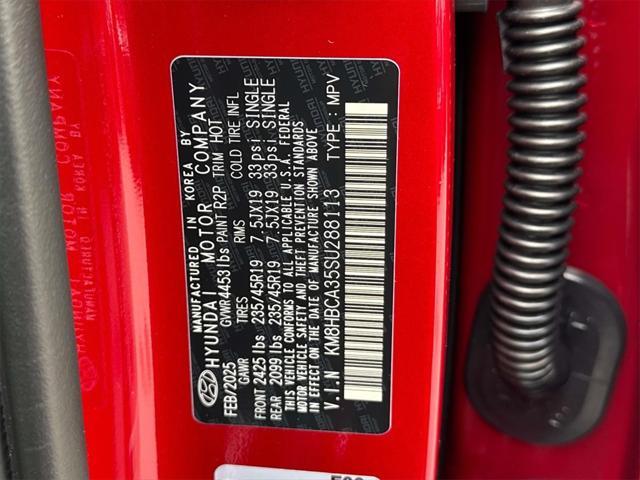 MANUFACTURED IN KOREA BY
HYUNDAI MOTOR COMPANY
FEB/2025 GVWR 4453lbs PAINT R2P TRIM HOT
GAWR TIRES RIMS COLD TIRE INFL
FRONT 2425 lbs 235/45R19 7.5JX19 33psi SINGLE
REAR 2099 lbs 235/45R19 7.5JX19 33psi SINGLE
THIS VEHICLE CONFORMS TO ALL APPLICABLE U.S.A. FEDERAL
MOTOR VEHICLE SAFETY AND THEFT PREVENTION STANDARDS
IN EFFECT ON THE DATE OF MANUFACTURE SHOWN ABOVE
V.I.N KM8HBCA35SU288113 TYPE: MPV